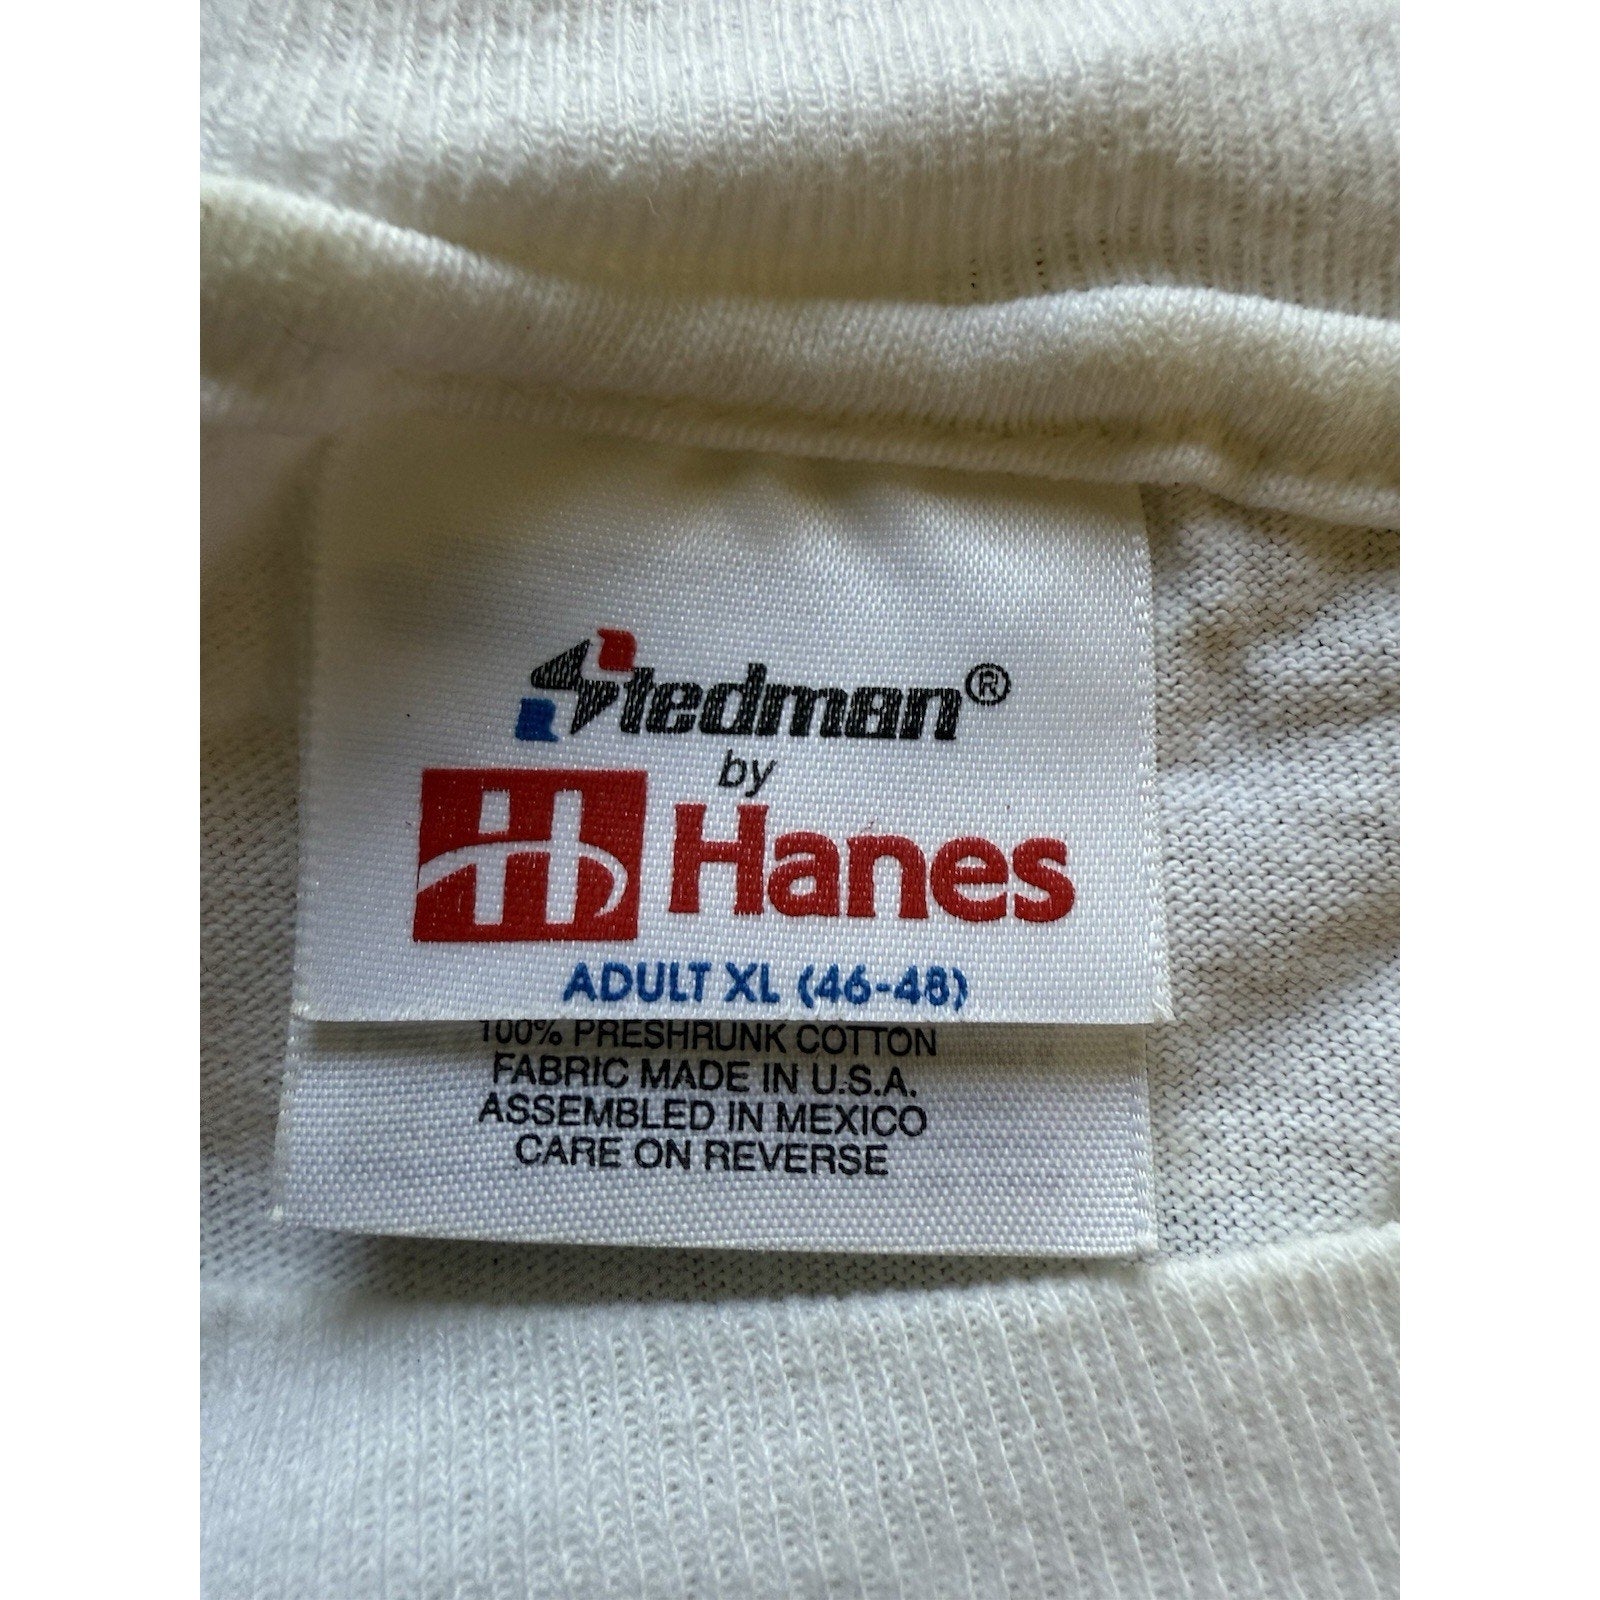 Stedman®
by
Hanes
ADULT XL (46-48)
100% PRESHRUNK COTTON
FABRIC MADE IN U.S.A.
ASSEMBLED IN MEXICO
CARE ON REVERSE